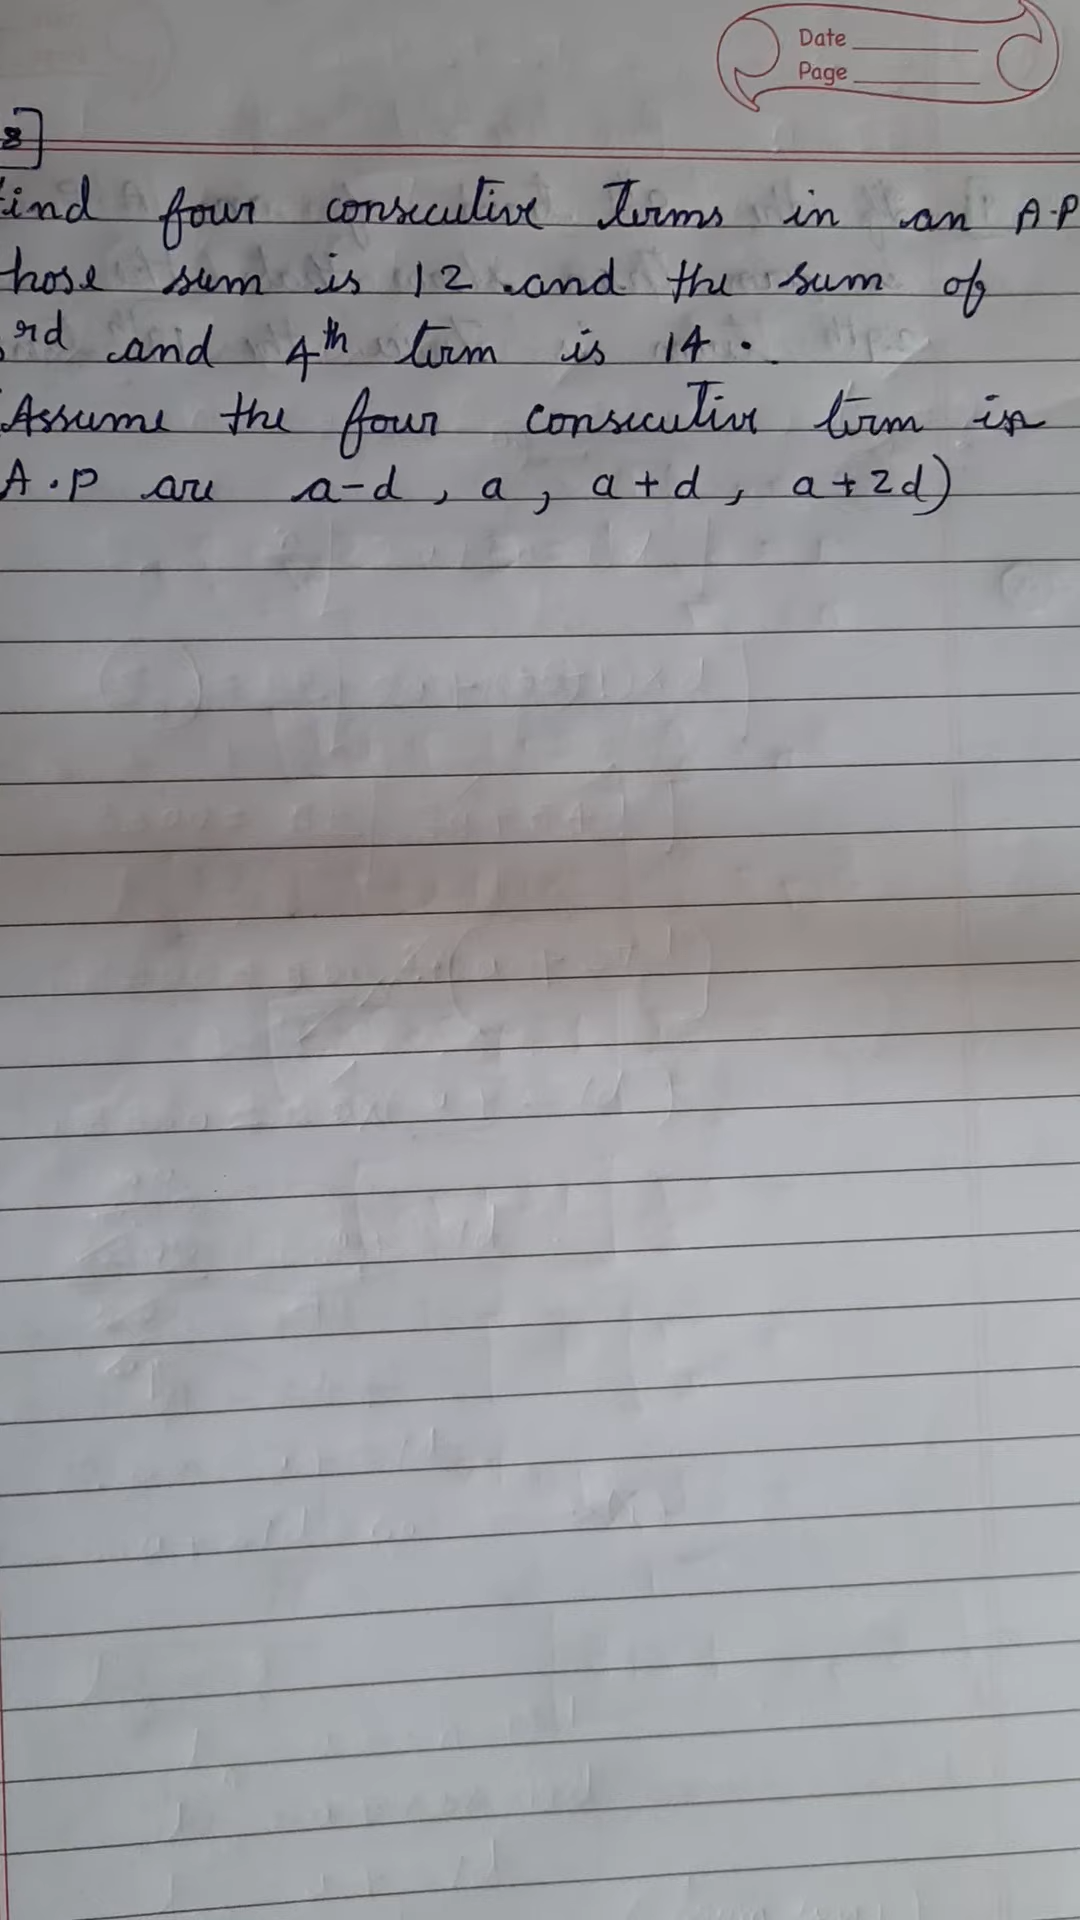 Date
Page
8]
ind four consecutive terms in an A.P
hose sum is 12 and the sum of
rd and 4th term is 14.
Assume the four consecutive term in
A.P are a-d, a, a+d, a+2d)